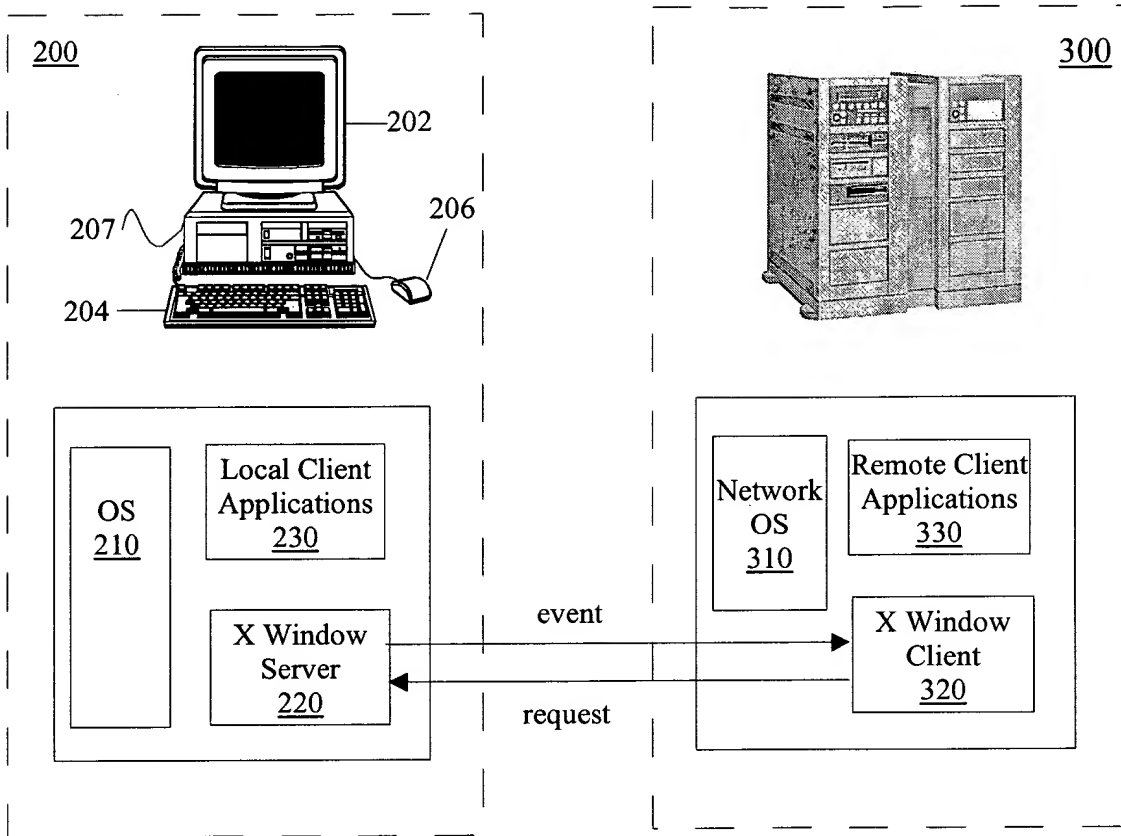 200
300
202
206
207
204
OS
210
Local Client
Applications
230
X Window
Server
220
event
request
Network
OS
310
Remote Client
Applications
330
X Window
Client
320